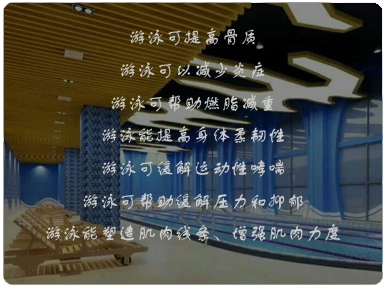 游泳可提高骨质
游泳可以减少炎症
游泳可帮助燃脂减重
游泳能提高身体柔韧性
游泳可缓解运动性哮喘
游泳可帮助缓解压力和抑郁
游泳能塑造肌肉线条、增强肌肉力度